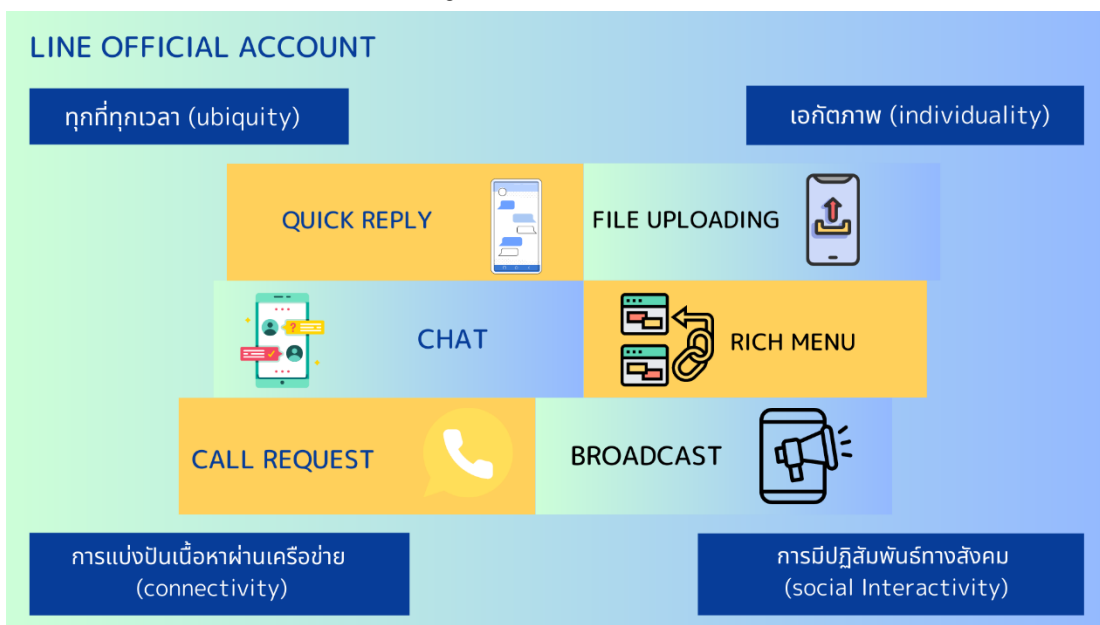 LINE OFFICIAL ACCOUNT
ทุกที่ทุกเวลา (ubiquity)
เอกัตภาพ (individuality)
QUICK REPLY
FILE UPLOADING
CHAT
RICH MENU
CALL REQUEST
BROADCAST
การแบ่งปันเนื้อหาผ่านเครือข่าย
(connectivity)
การมีปฏิสัมพันธ์ทางสังคม
(social Interactivity)